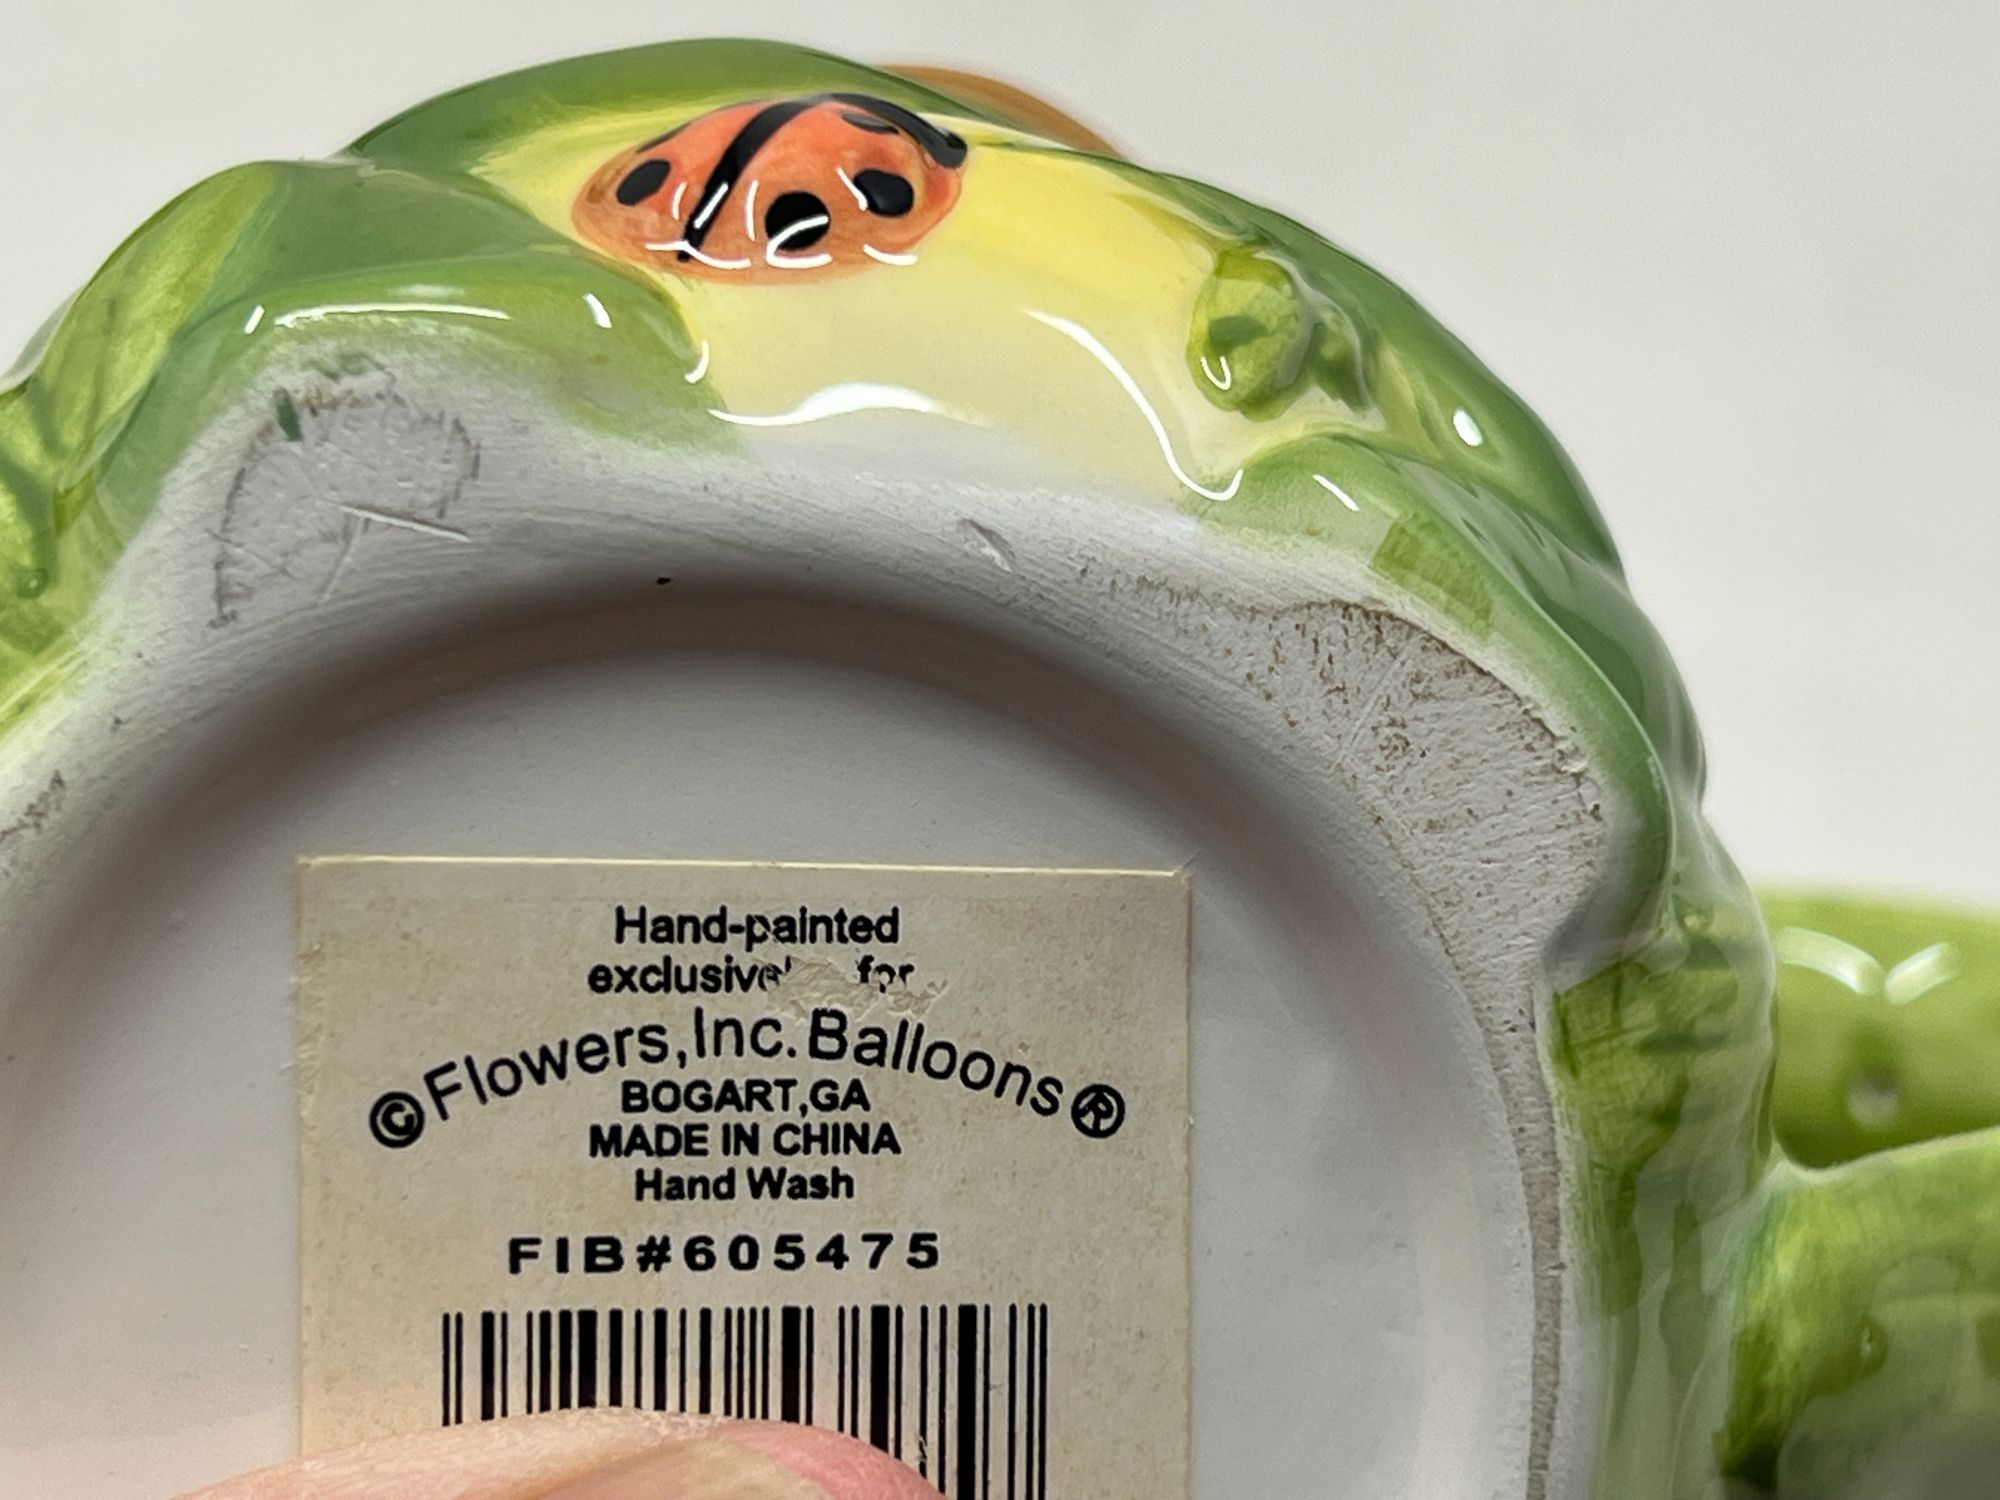 Hand-painted
for
©Flowers,Inc.Balloons®
BOGART,GA
MADE IN CHINA
Hand Wash
FIB#605475